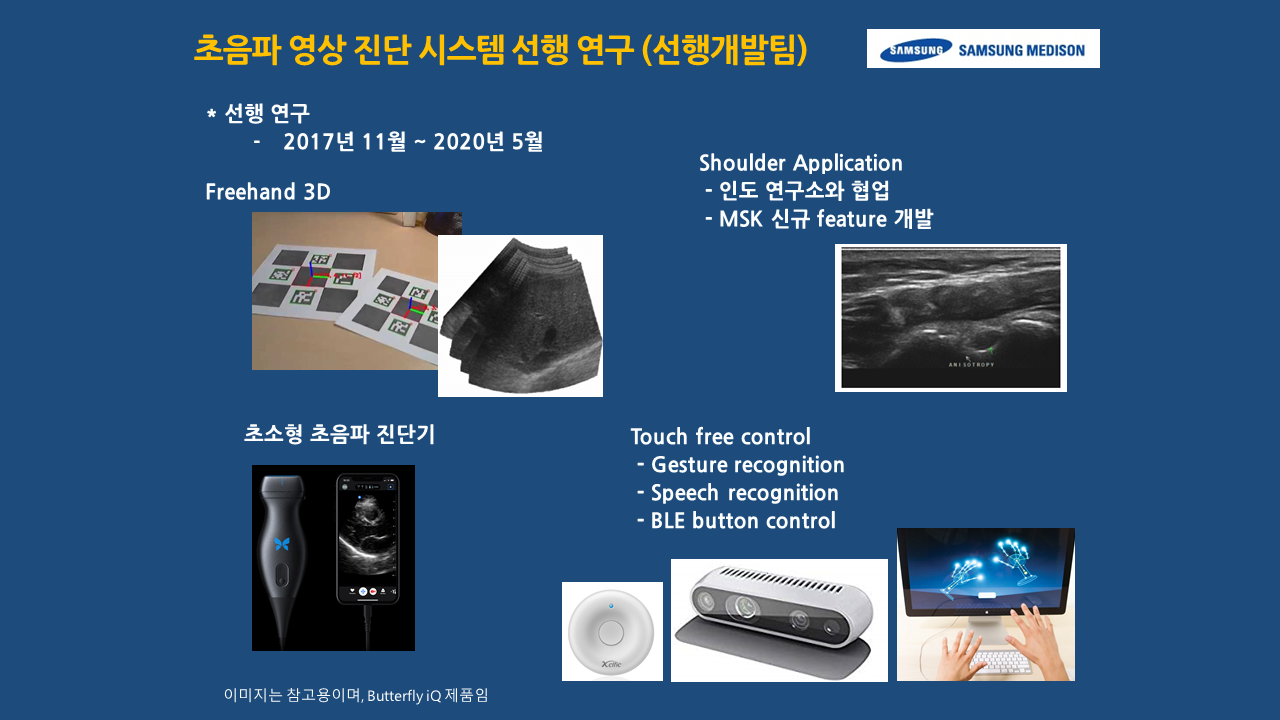 초음파 영상 진단 시스템 선행 연구 (선행개발팀)
SAMSUNG SAMSUNG MEDISON
* 선행 연구
- 2017년 11월 ~ 2020년 5월
Freehand 3D
Shoulder Application
- 인도 연구소와 협업
- MSK 신규 feature 개발
ANISOTROPY
초소형 초음파 진단기
Touch free control
- Gesture recognition
- Speech recognition
- BLE button control
Xcific
이미지는 참고용이며, Butterfly iQ 제품임